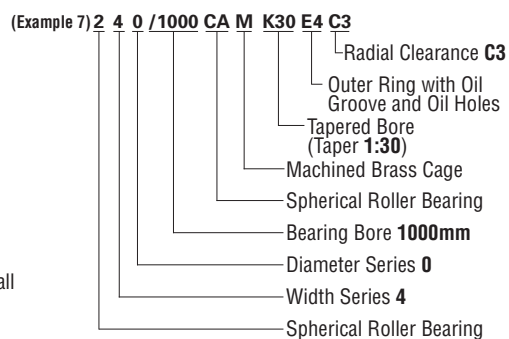 (Example 7) 2 4 0 /1000 CA M K30 E4 C3
Radial Clearance C3
Outer Ring with Oil
Groove and Oil Holes
Tapered Bore
(Taper 1:30)
Machined Brass Cage
Spherical Roller Bearing
Bearing Bore 1000mm
Diameter Series 0
all
Width Series 4
Spherical Roller Bearing